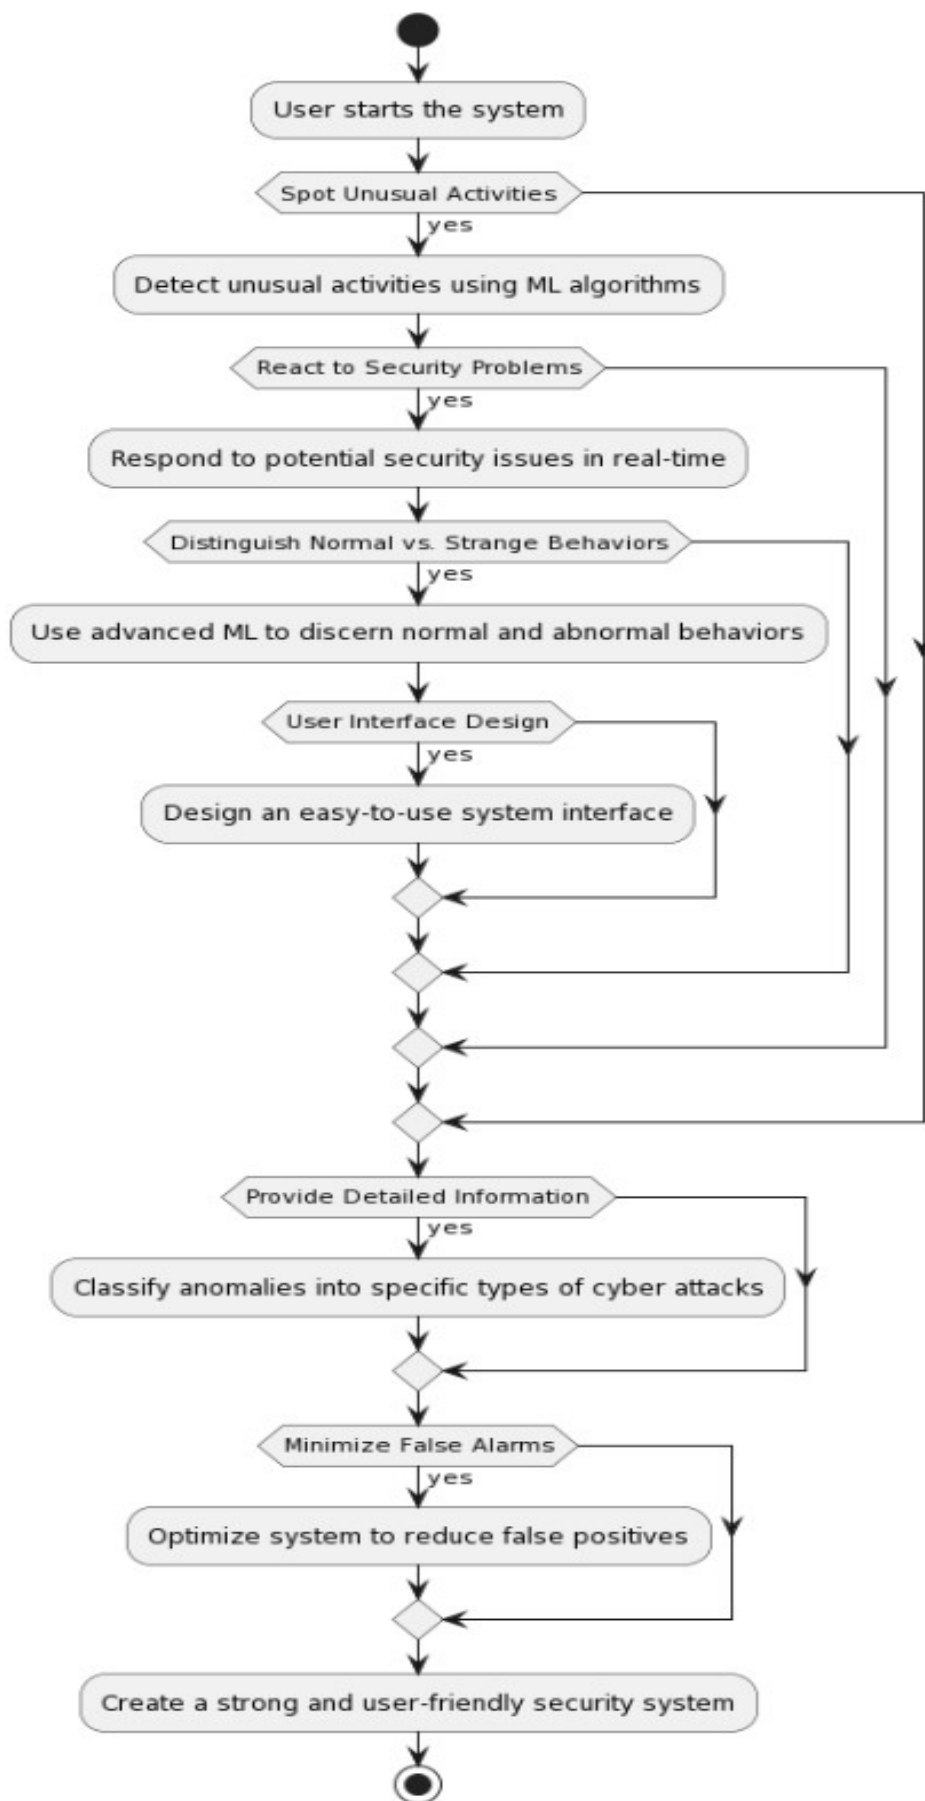 User starts the system
Spot Unusual Activities
yes
Detect unusual activities using ML algorithms
React to Security Problems
yes
Respond to potential security issues in real-time
Distinguish Normal vs. Strange Behaviors
yes
Use advanced ML to discern normal and abnormal behaviors
User Interface Design
yes
Design an easy-to-use system interface
Provide Detailed Information
yes
Classify anomalies into specific types of cyber attacks
Minimize False Alarms
yes
Optimize system to reduce false positives
Create a strong and user-friendly security system